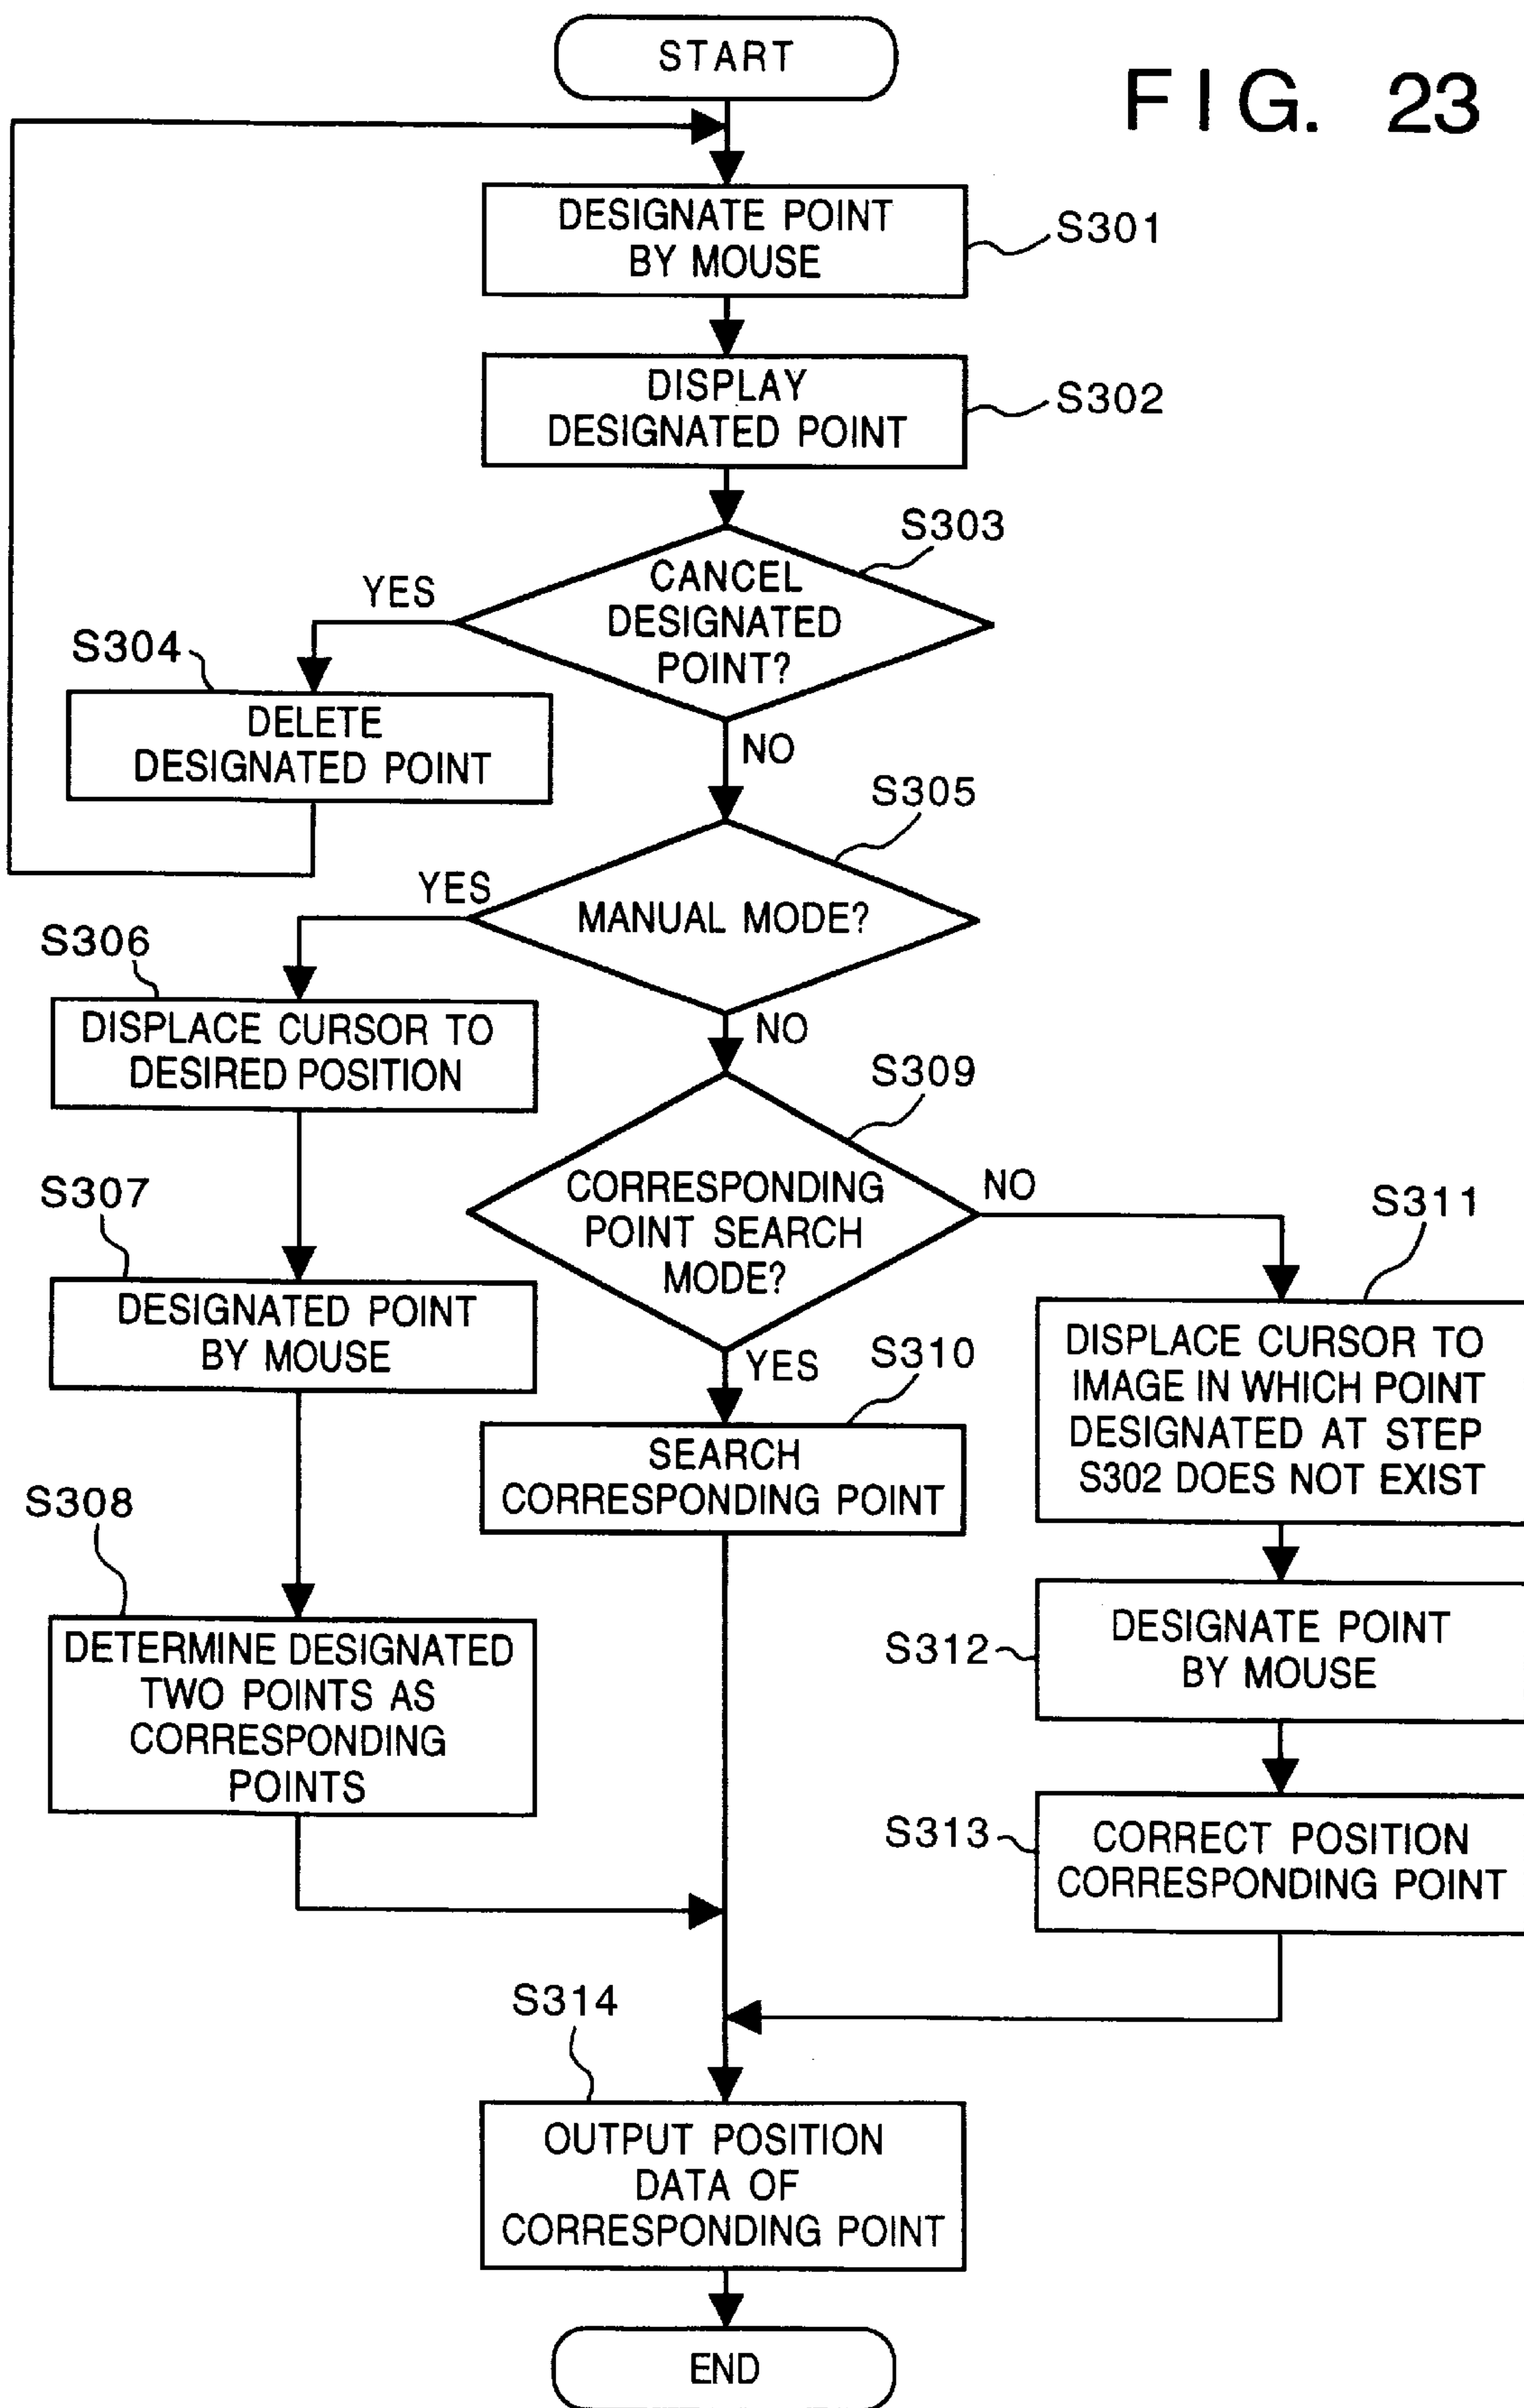 START
FIG. 23
DESIGNATE POINT
BY MOUSE
S301
DISPLAY
DESIGNATED POINT
S302
S303
CANCEL
DESIGNATED
POINT?
YES
S304
DELETE
DESIGNATED POINT
NO
S305
YES
MANUAL MODE?
S306
DISPLACE CURSOR TO
DESIRED POSITION
NO
S309
S307
DESIGNATED POINT
BY MOUSE
CORRESPONDING
POINT SEARCH
MODE?
NO
S311
YES
S310
DISPLACE CURSOR TO
IMAGE IN WHICH POINT
DESIGNATED AT STEP
S302 DOES NOT EXIST
SEARCH
CORRESPONDING POINT
S308
DETERMINE DESIGNATED
TWO POINTS AS
CORRESPONDING
POINTS
S312
DESIGNATE POINT
BY MOUSE
S313
CORRECT POSITION
CORRESPONDING POINT
S314
OUTPUT POSITION
DATA OF
CORRESPONDING POINT
END